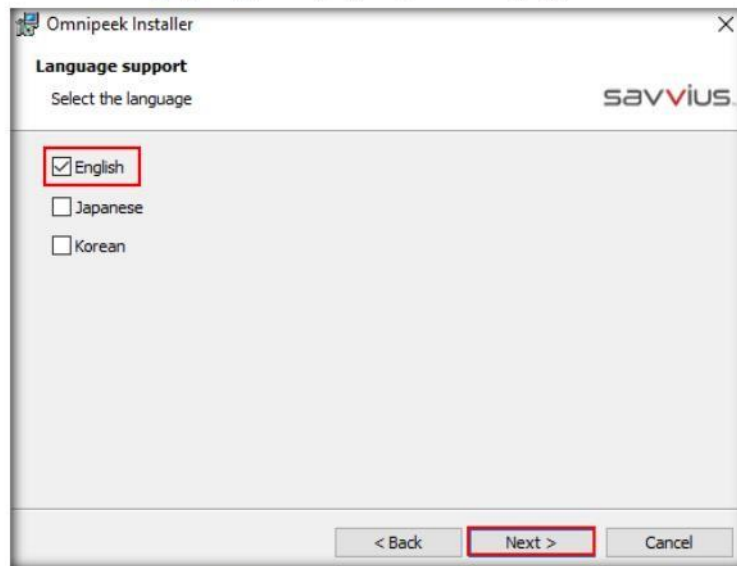 Omnipeek Installer
Language support
Select the language
savvius
English
Japanese
Korean
< Back
Next >
Cancel